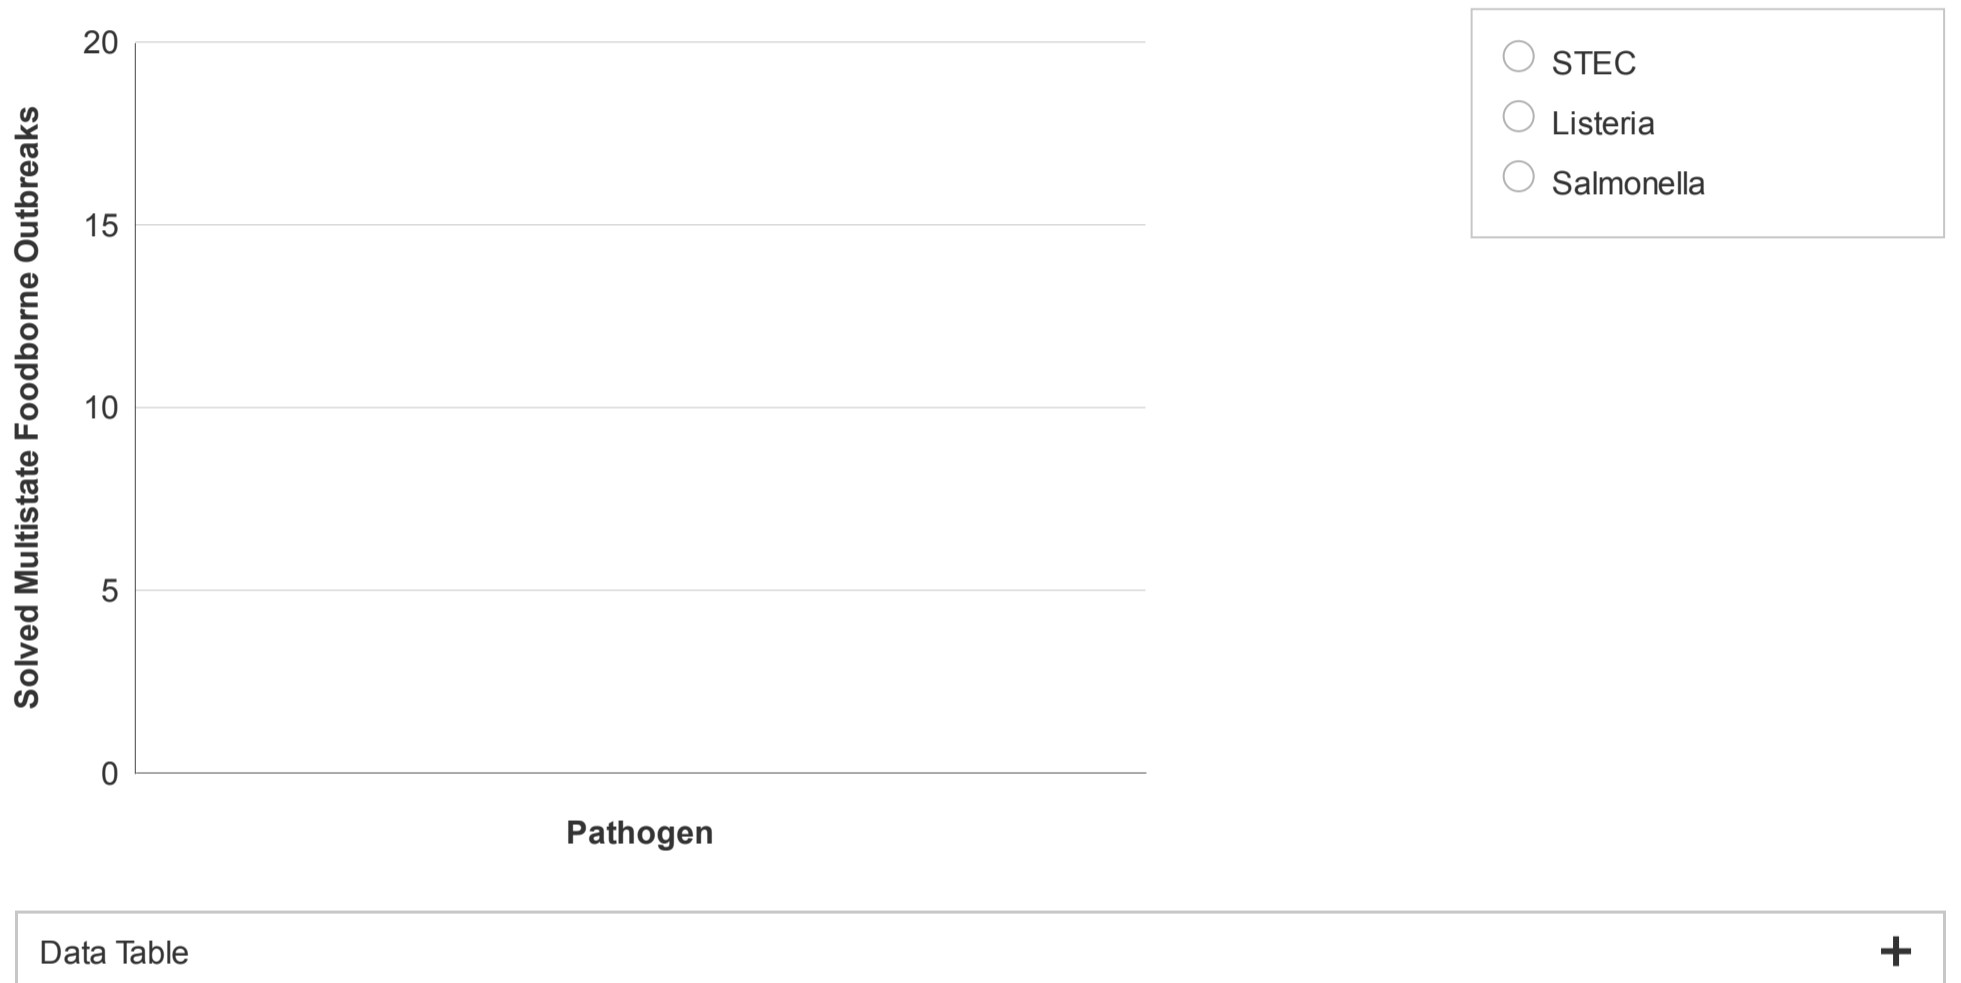 Solved Multistate Foodborne Outbreaks
20
15
10
5
0
Pathogen
STEC
Listeria
Salmonella
Data Table
+